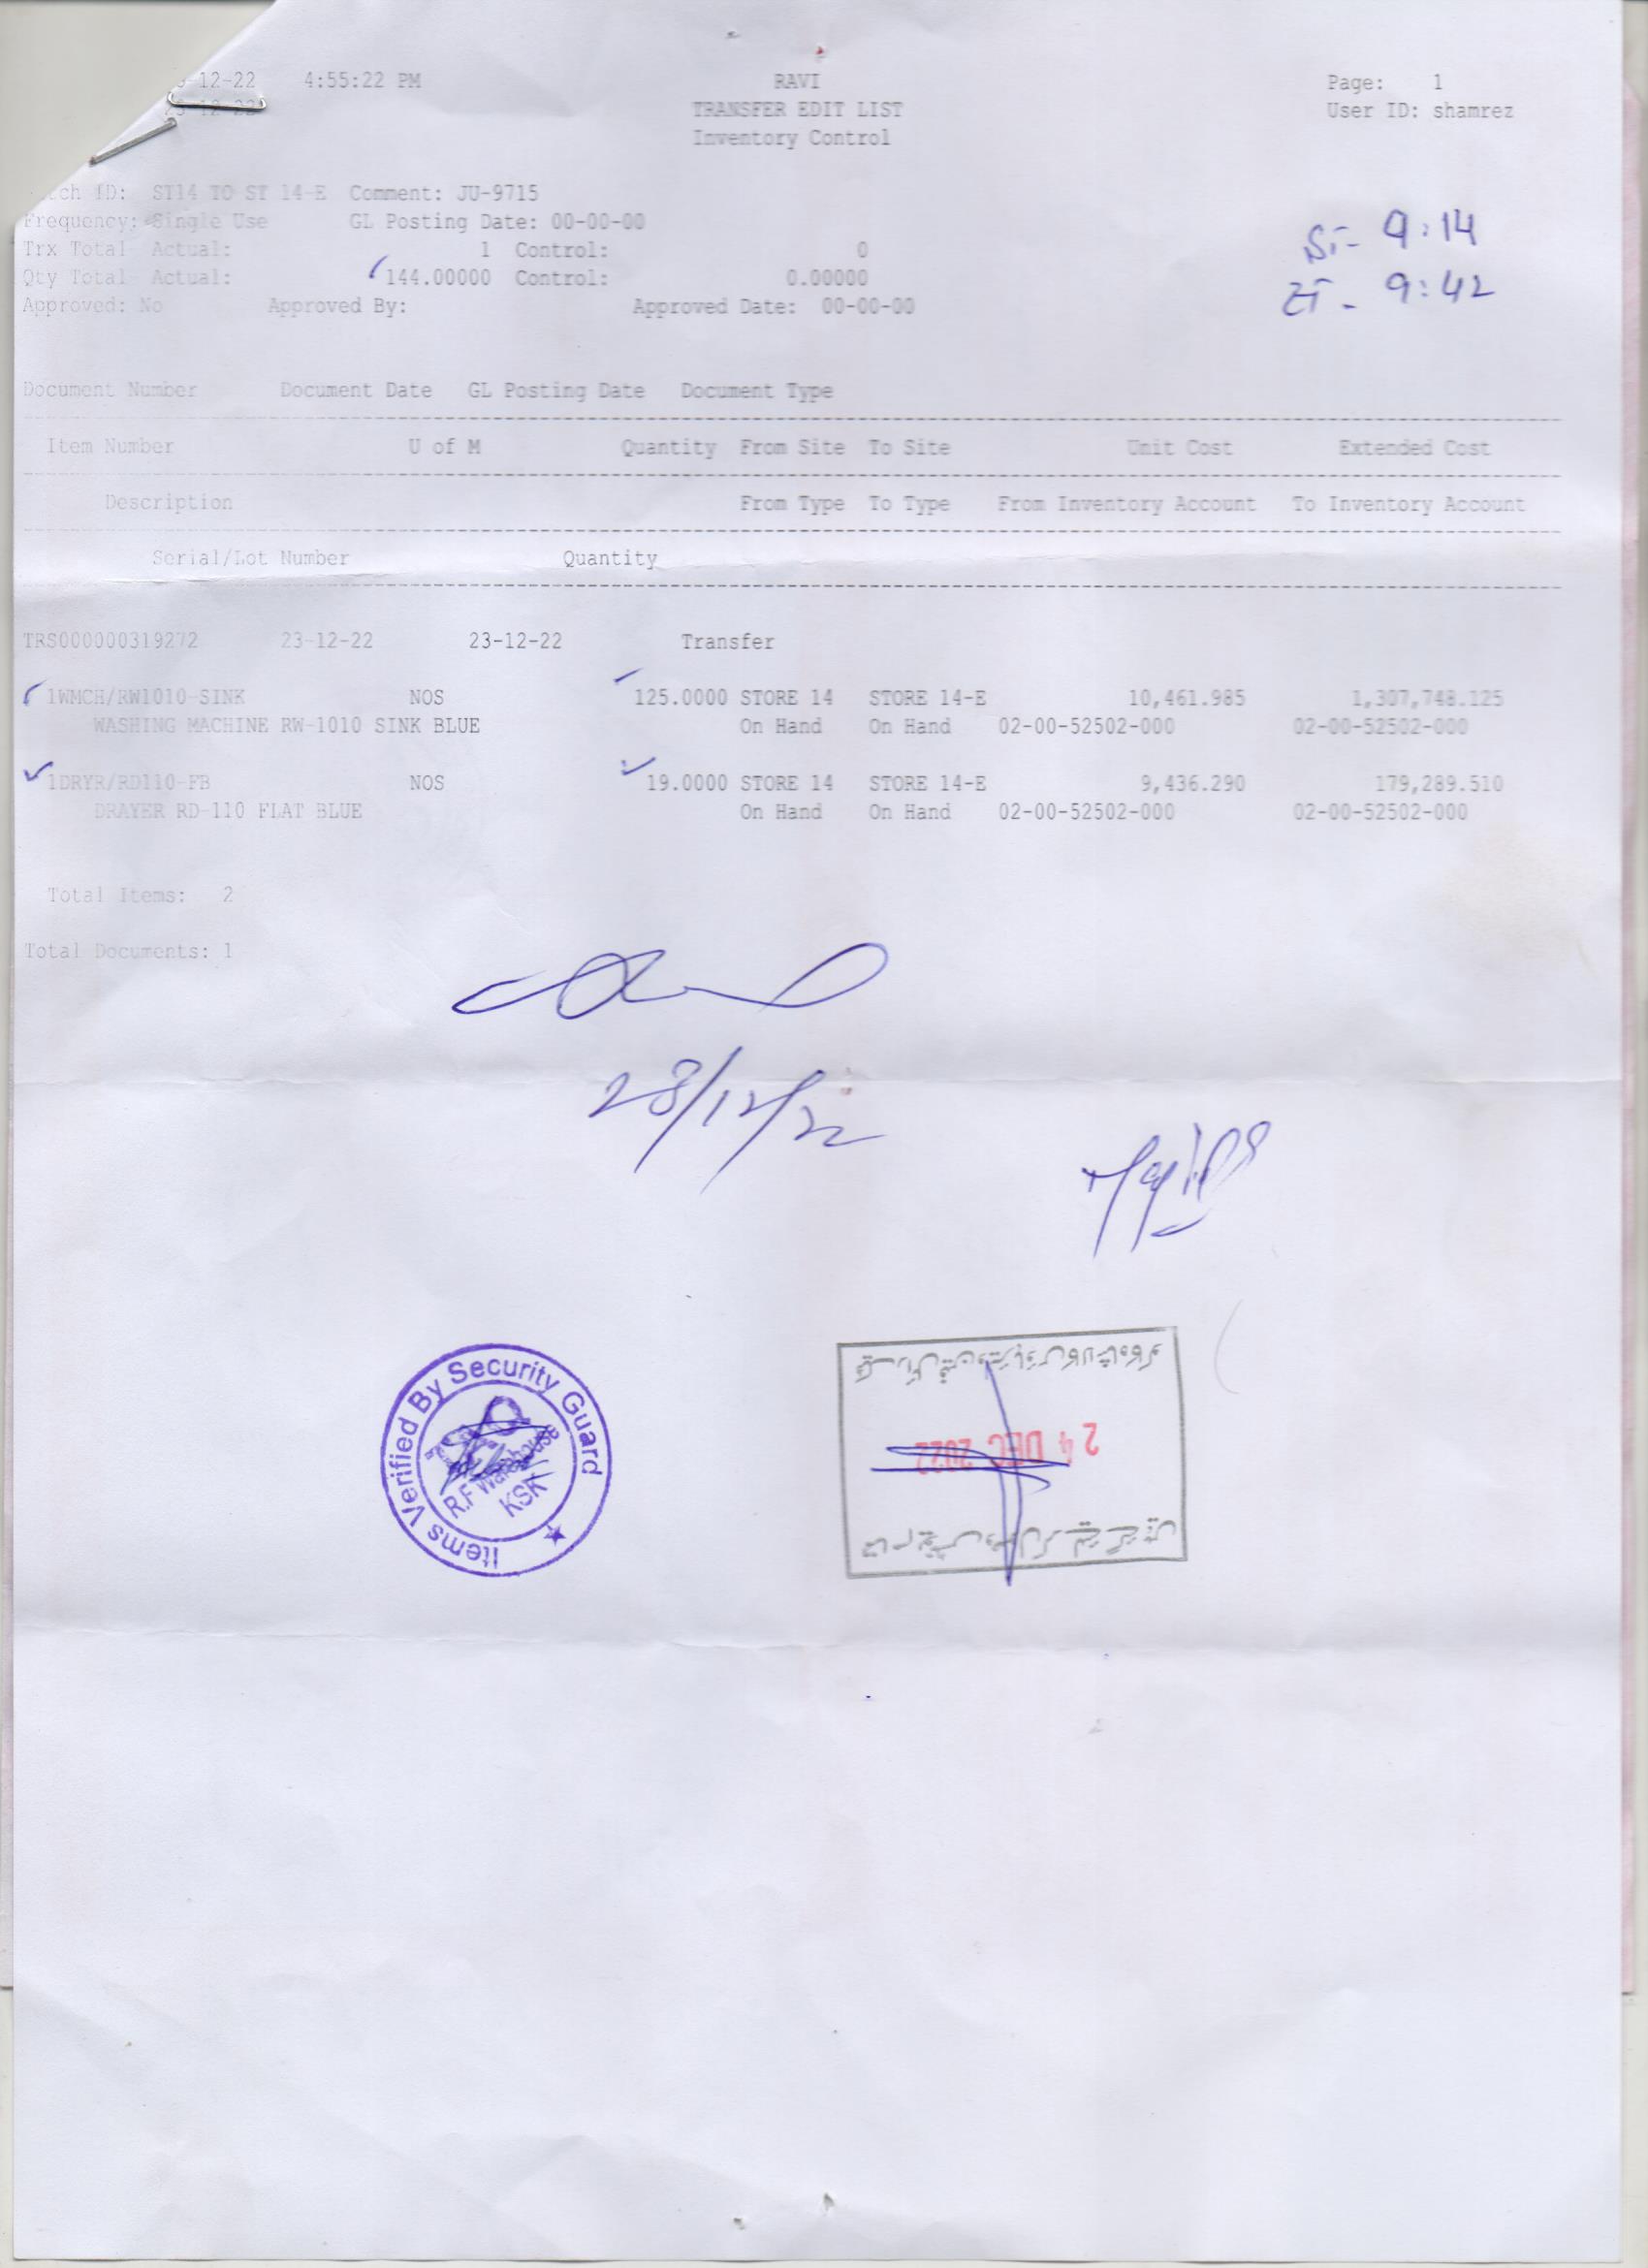 -12-22 4:55:22 PM RAVI Page: 1
23-12-22 TRANSFER EDIT LIST User ID: shamrez
Inventory Control
ch ID: ST14 TO ST 14-E Comment: JU-9715
Frequency: Single Use GL Posting Date: 00-00-00
Trx Total Actual: 1 Control: 0
Qty Total Actual: 144.00000 Control: 0.00000
Approved: No Approved By: Approved Date: 00-00-00
ST- 9:14
ET- 9:42
Document Number Document Date GL Posting Date Document Type
Item Number U of M Quantity From Site To Site Unit Cost Extended Cost
Description From Type To Type From Inventory Account To Inventory Account
Serial/Lot Number Quantity
TRS000000319272 23-12-22 23-12-22 Transfer
1WMCH/RW1010-SINK NOS 125.0000 STORE 14 STORE 14-E 10,461.985 1,307,748.125
WASHING MACHINE RW-1010 SINK BLUE On Hand On Hand 02-00-52502-000 02-00-52502-000
1DRYR/RD110-FB NOS 19.0000 STORE 14 STORE 14-E 9,436.290 179,289.510
DRAYER RD-110 FLAT BLUE On Hand On Hand 02-00-52502-000 02-00-52502-000
Total Items: 2
Total Documents: 1
28/12/22
Items Verified By Security Guard
R.F Warehouse
KSK
24 DEC 2022